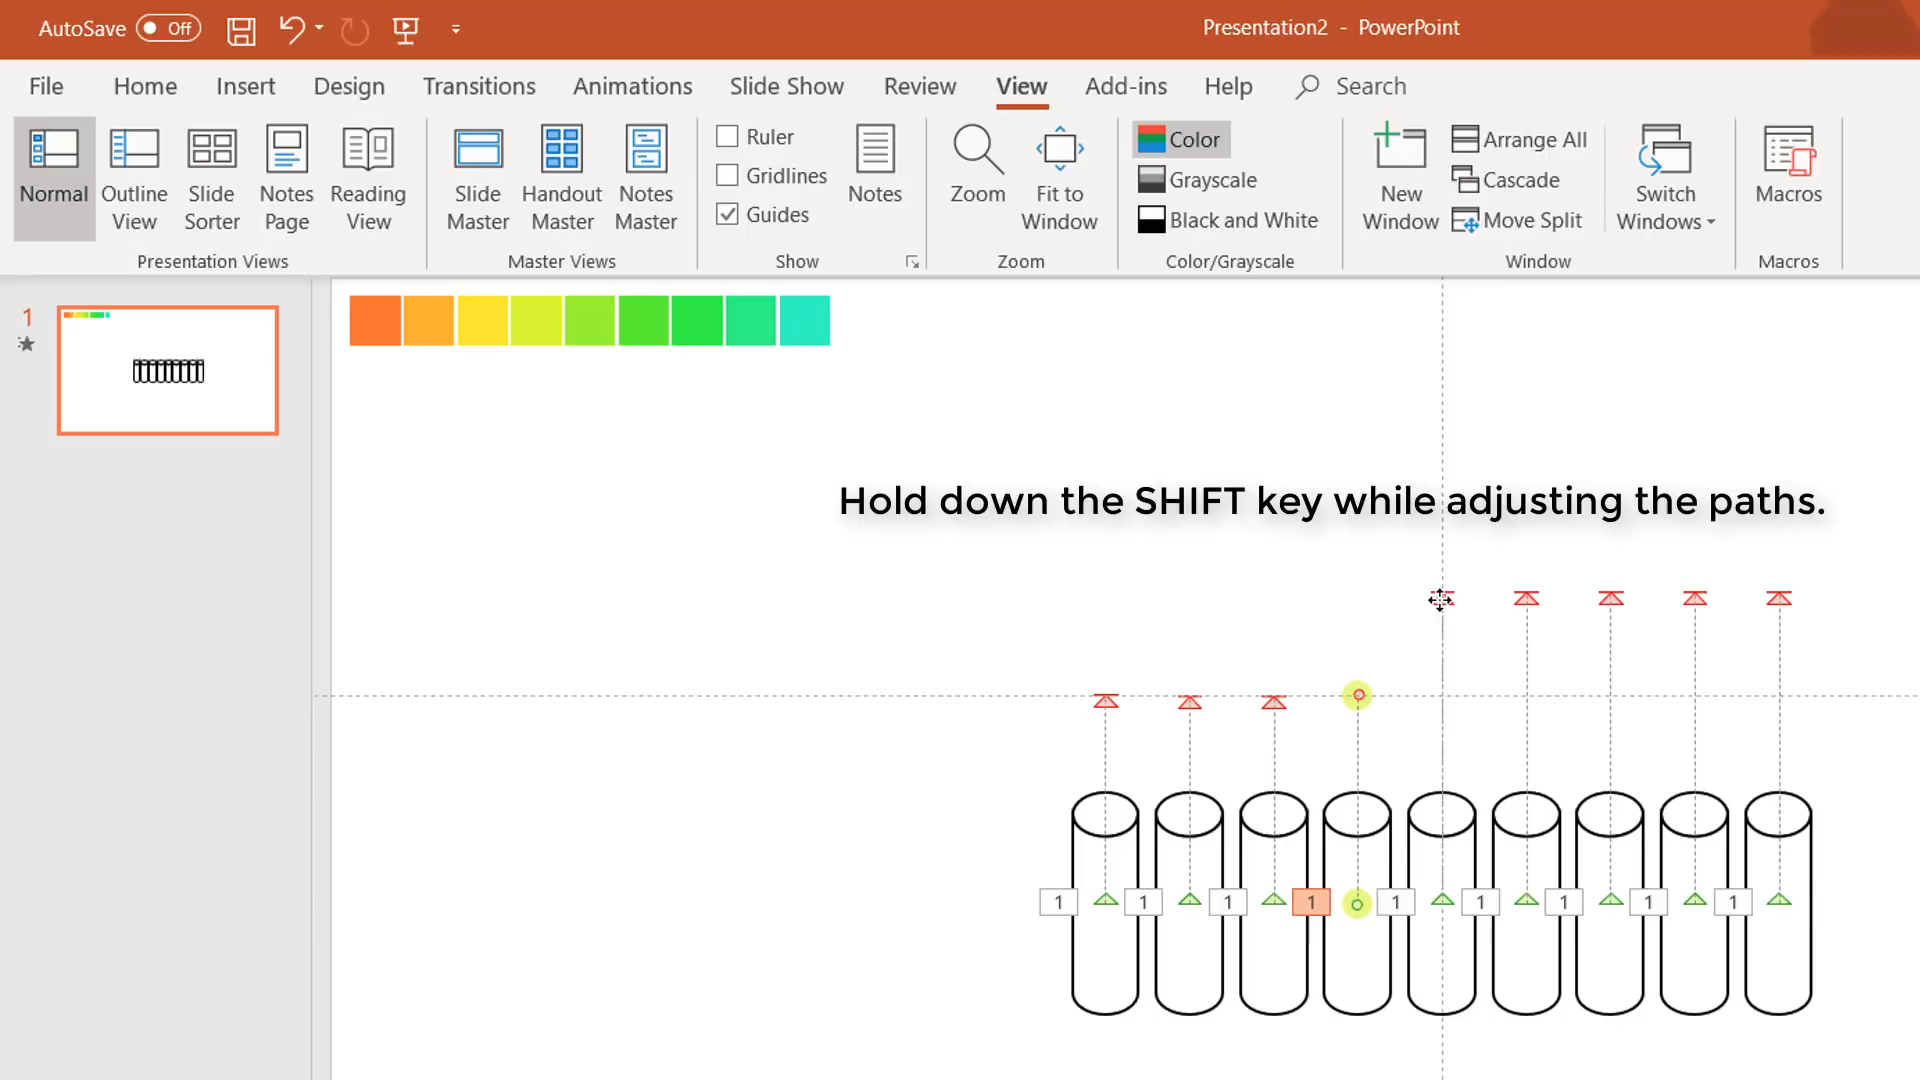 AutoSave Off
Presentation2 - PowerPoint
File Home Insert Design Transitions Animations Slide Show Review View Add-ins Help Search
Normal
Outline View
Slide Sorter
Notes Page
Reading View
Presentation Views
Slide Master
Handout Master
Notes Master
Master Views
Ruler
Gridlines
Guides
Notes
Show
Zoom
Fit to Window
Zoom
Color
Grayscale
Black and White
Color/Grayscale
New Window
Arrange All
Cascade
Move Split
Switch Windows
Window
Macros
Macros
1
Hold down the SHIFT key while adjusting the paths.
1 1 1 1 1 1 1 1 1